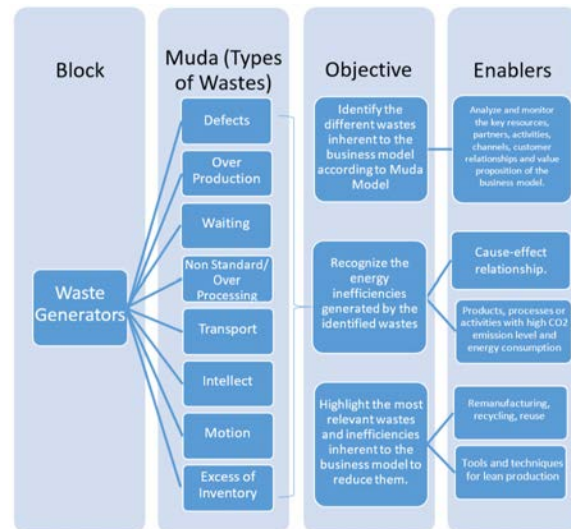 Block
Waste
Generators
Muda (Types
of Wastes)
Defects
Over
Production
Waiting
Non Standard/
Over
Processing
Transport
Intellect
Motion
Excess of
Inventory
Objective
Identify the
different wastes
inherent to the
business model
according to Muda
Model
Recognize the
energy
inefficiencies
generated by the
identified wastes
Highlight the most
relevant wastes
and inefficiencies
inherent to the
business model to
reduce them.
Enablers
Analyze and monitor
the key resources,
partners, activities,
channels, customer
relationships and value
proposition of the
business model.
Cause-effect
relationship.
Products, processes or
activities with high CO2
emission level and
energy consumption
Remanufacturing,
recycling, reuse
Tools and techniques
for lean production